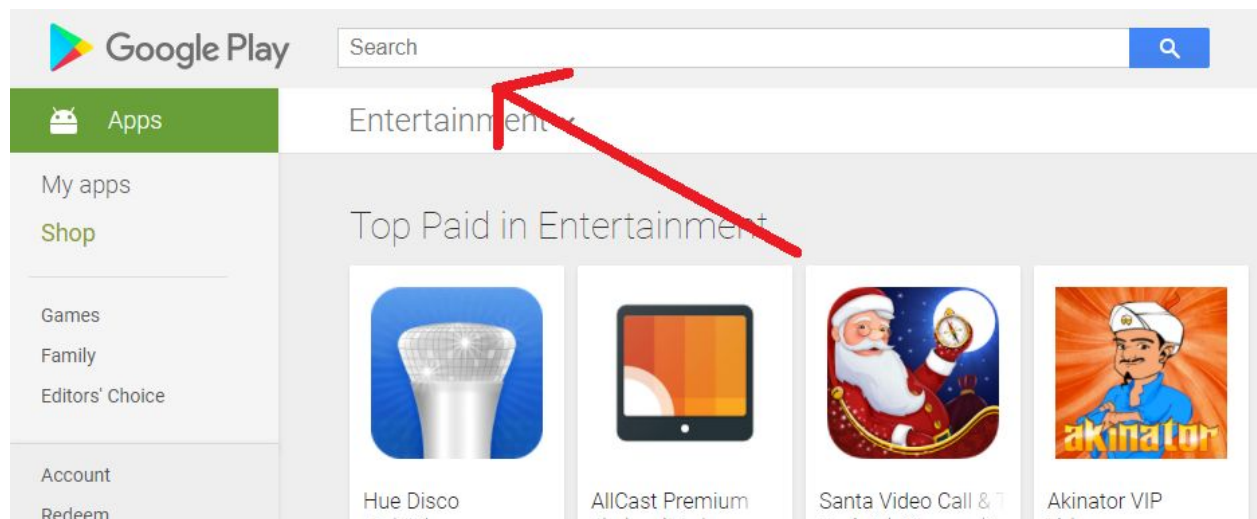 Google Play
Search
Apps
Entertainment
My apps
Shop
Top Paid in Entertainment
Games
Family
Editors' Choice
akinator
Account
Redeem
Hue Disco
AllCast Premium
Santa Video Call &
Akinator VIP